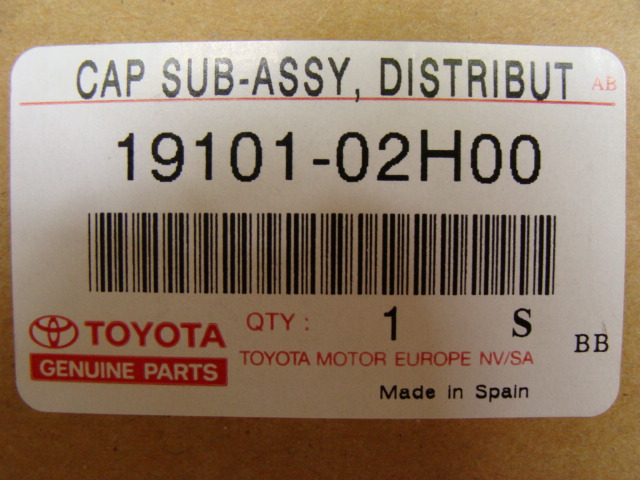 CAP SUB-ASSY, DISTRIBUT AB
19101-02H00
TOYOTA
GENUINE PARTS
QTY : 1 S
TOYOTA MOTOR EUROPE NV/SA
BB
Made in Spain